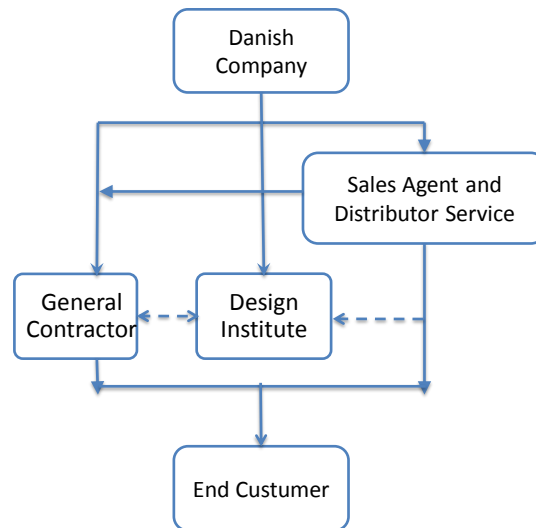 Danish
Company
Sales Agent and
Distributor Service
General
Contractor
Design
Institute
End Custumer